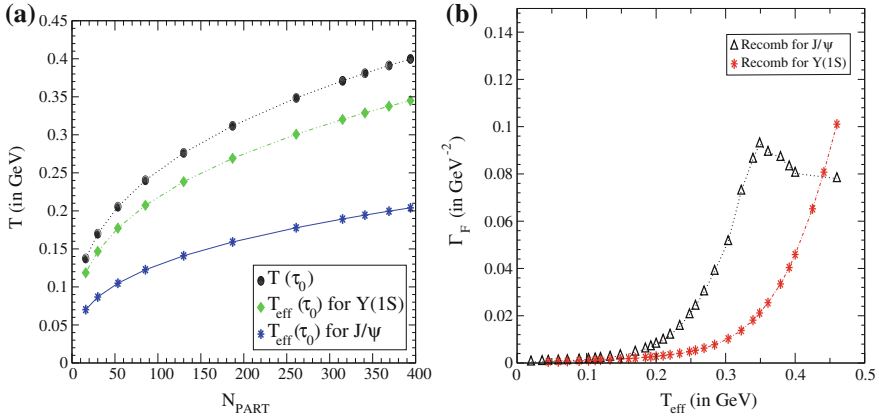 (a)
0.45
0.4
0.35
0.3
0.25
0.2
0.15
0.1
0.05
0
T (in GeV)
T (τ0)
Teff (τ0) for Y(1S)
Teff(τ0) for J/ψ
0 50 100 150 200 250 300 350 400
NPART
(b)
0.14
0.12
0.1
0.08
0.06
0.04
0.02
0
ΓF (in GeV-2)
Recomb for J/ψ
Recomb for Y(1S)
0 0.1 0.2 0.3 0.4 0.5
Teff (in GeV)